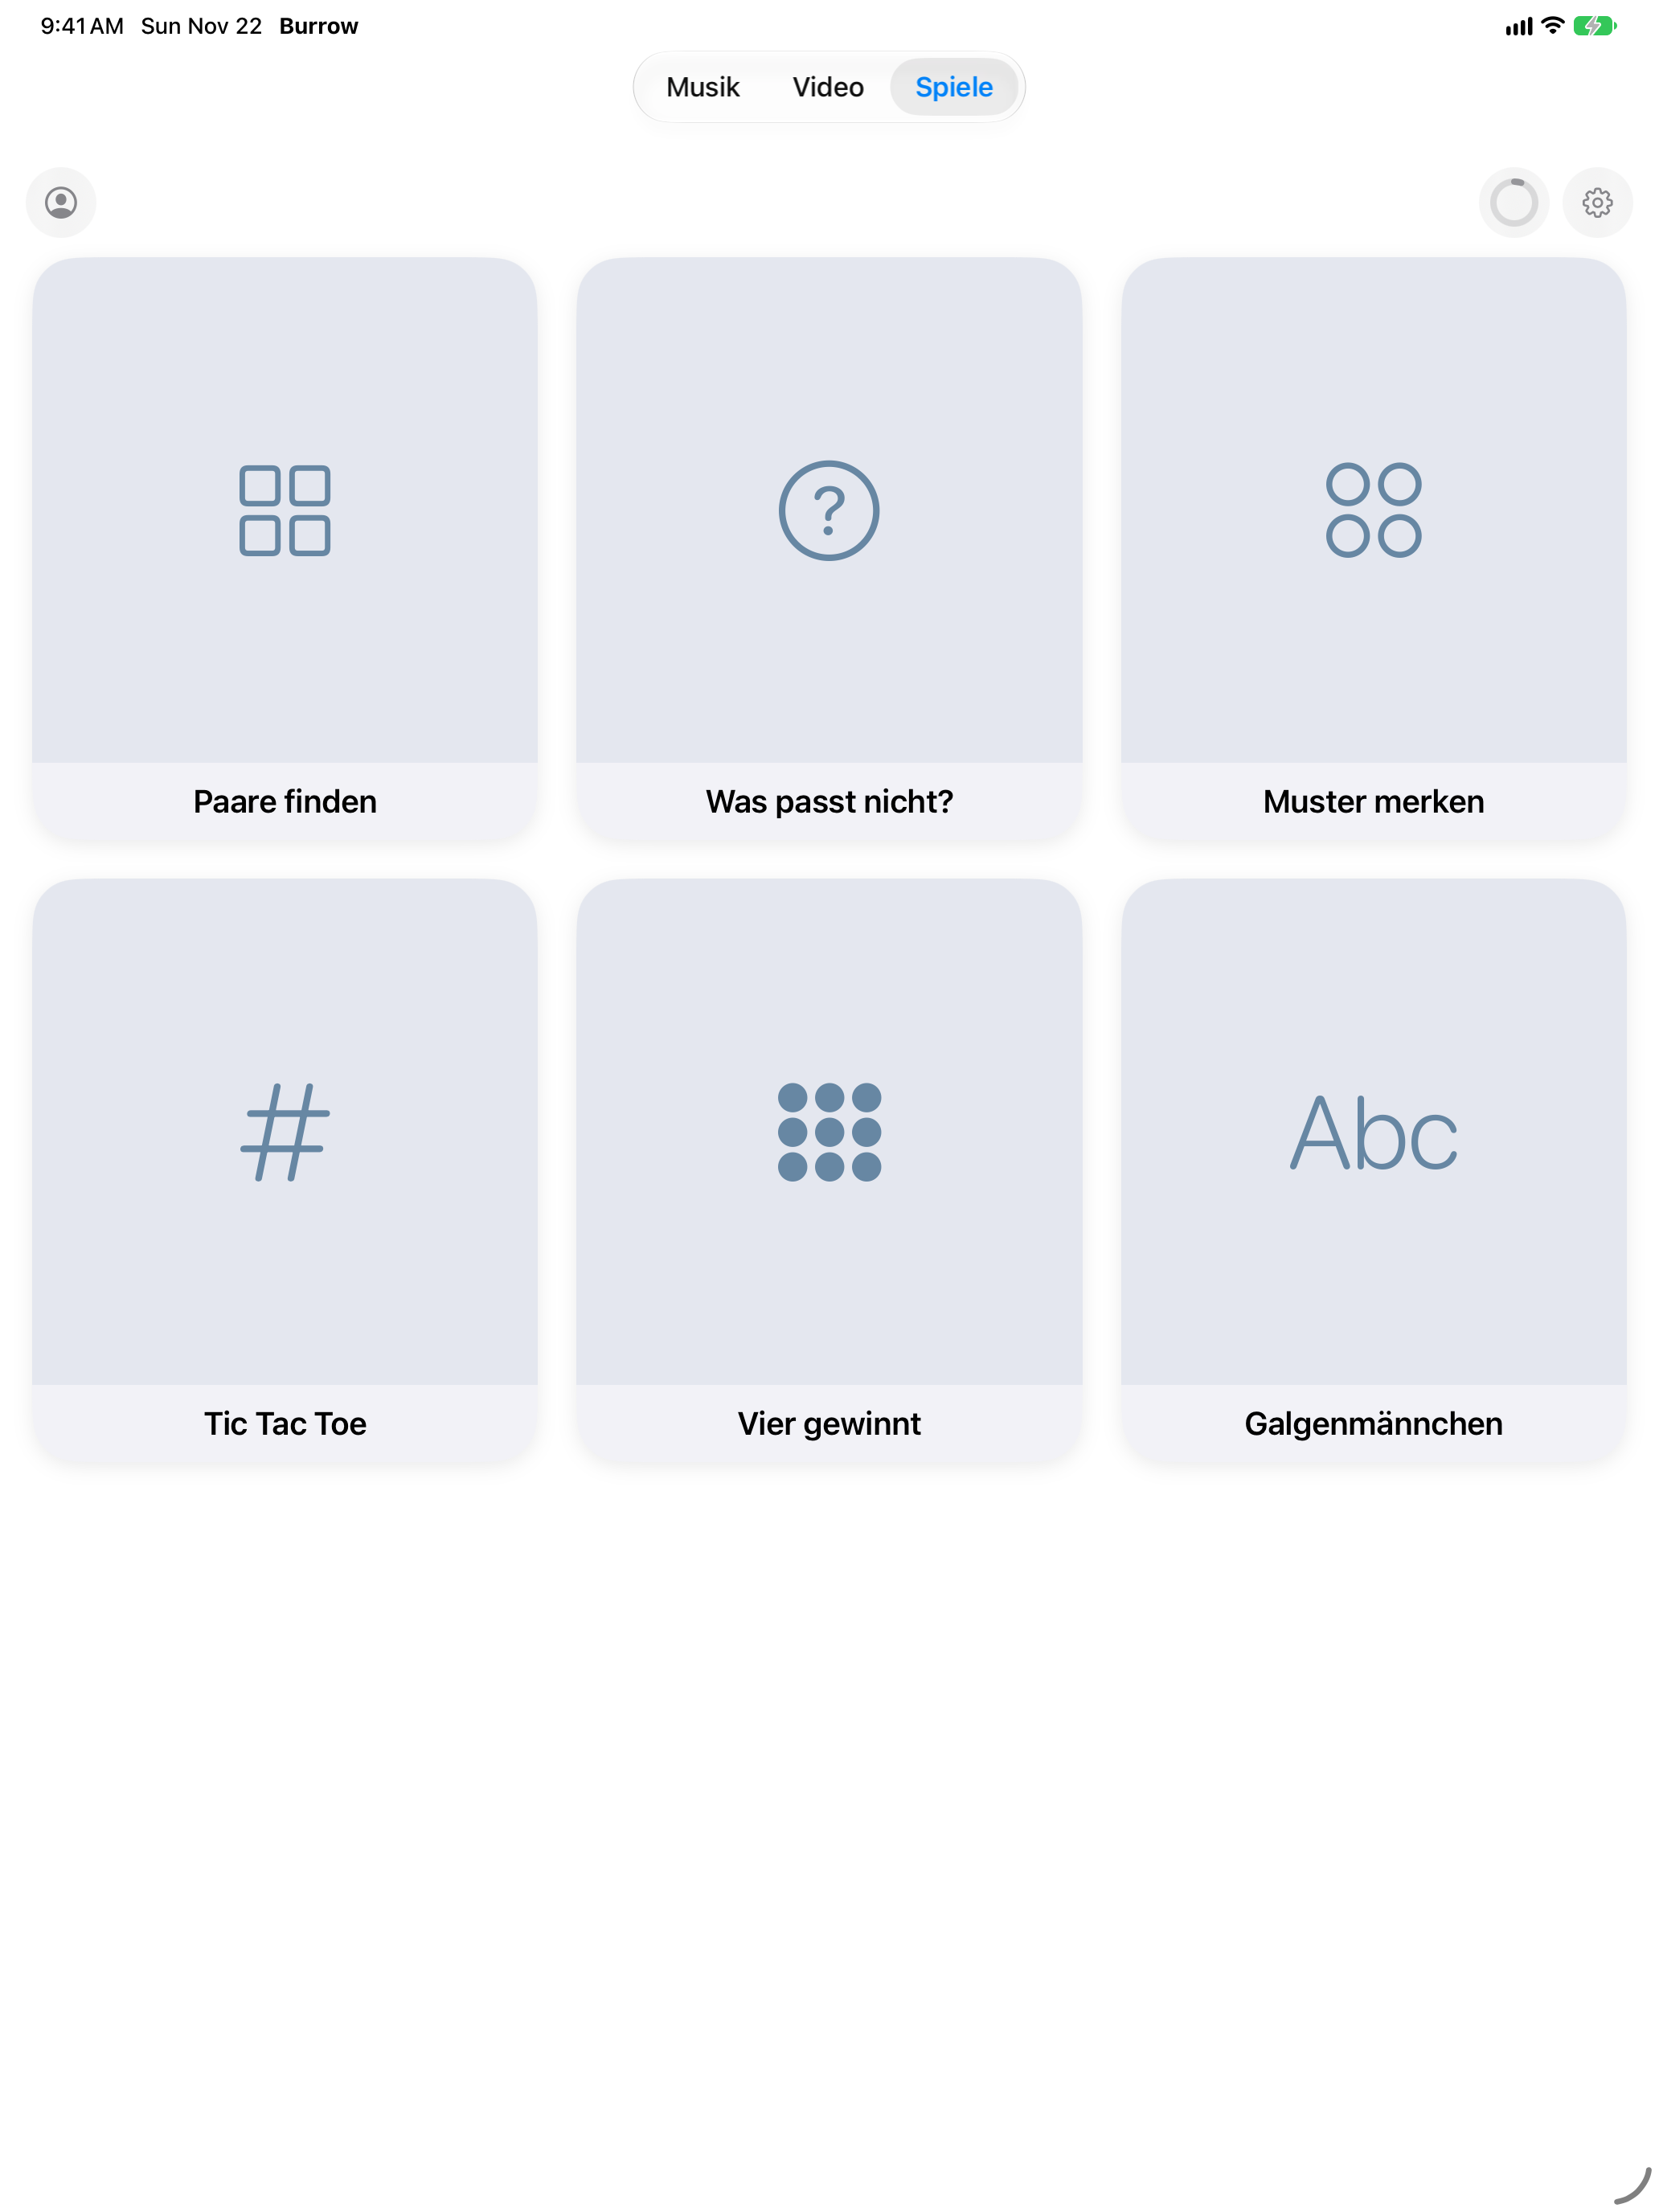 9:41 AM Sun Nov 22 Burrow
Musik Video Spiele
?
Paare finden Was passt nicht? Muster merken
#
Abc
Tic Tac Toe Vier gewinnt Galgenmännchen